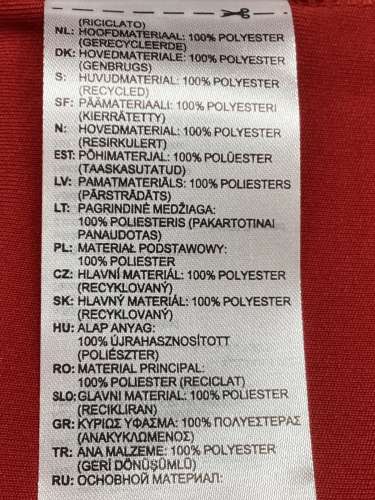 (RICICLATO)
NL: HOOFDMATERIAAL: 100% POLYESTER
(GERECYCLEERDE)
DK: HOVEDMATERIALE: 100% POLYESTER
(GENBRUGS)
S: HUVUDMATERIAL: 100% POLYESTER
(RECYCLED)
SF: PÄÄMATERIAALI: 100% POLYESTERI
(KIERRÄTETTY)
N: HOVEDMATERIAL: 100% POLYESTER
(RESIRKULERT)
EST: PÕHIMATERJAL: 100% POLÜESTER
(TAASKASUTATUD)
LV: PAMATMATERIĀLS: 100% POLIESTERS
(PĀRSTRĀDĀTS)
LT: PAGRINDINĖ MEDŽIAGA:
100% POLIESTERIS (PAKARTOTINAI
PANAUDOTAS)
PL: MATERIAŁ PODSTAWOWY:
100% POLIESTER
CZ: HLAVNÍ MATERIÁL: 100% POLYESTER
(RECYKLOVANÝ)
SK: HLAVNÝ MATERIÁL: 100% POLYESTER
(RECYKLOVANÝ)
HU: ALAP ANYAG:
100% ÚJRAHASZNOSÍTOTT
(POLIÉSZTER)
RO: MATERIAL PRINCIPAL:
100% POLIESTER (RECICLAT)
SLO: GLAVNI MATERIAL: 100% POLIESTER
(RECIKLIRAN)
GR: ΚΥΡΙΩΣ ΥΦΑΣΜΑ: 100% ΠΟΛΥΕΣΤΕΡΑΣ
(ΑΝΑΚΥΚΛΩΜΕΝΟΣ)
TR: ANA MALZEME: 100% POLYESTER
(GERİ DÖNÜŞÜMLÜ)
RU: ОСНОВНОЙ МАТЕРИАЛ: